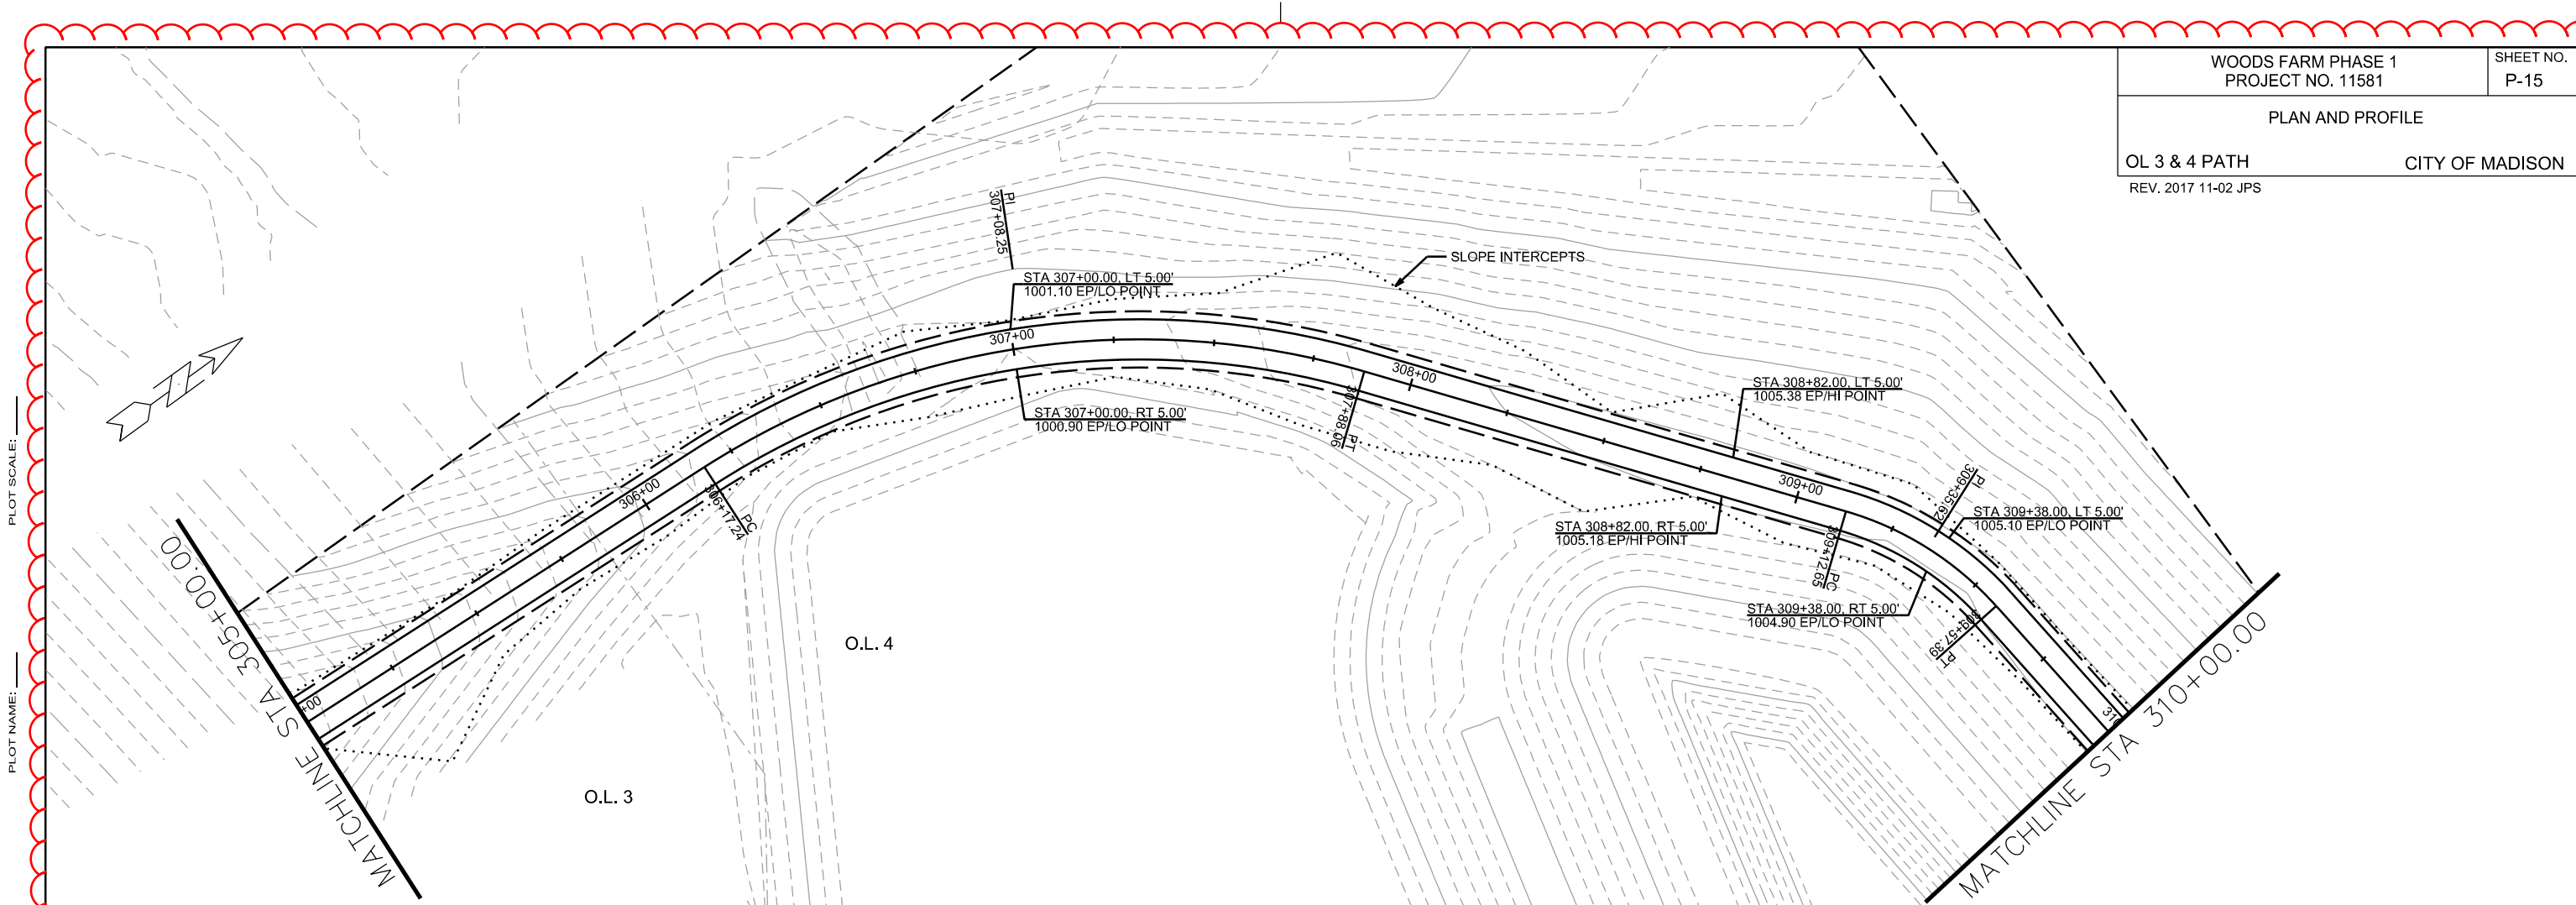 WOODS FARM PHASE 1
PROJECT NO. 11581
SHEET NO.
P-15
PLAN AND PROFILE
OL 3 & 4 PATH
CITY OF MADISON
REV. 2017 11-02 JPS
PI
307+08.25
SLOPE INTERCEPTS
STA 307+00.00, LT 5.00'
1001.10 EP/LO POINT
307+00
308+00
STA 308+82.00, LT 5.00'
1005.38 EP/HI POINT
STA 307+00.00, RT 5.00'
1000.90 EP/LO POINT
307+88.06
PT
306+00
306+17.24
PC
309+00
PI
309+35.62
STA 309+38.00, LT 5.00'
1005.10 EP/LO POINT
STA 308+82.00, RT 5.00'
1005.18 EP/HI POINT
309+12.65
PC
STA 309+38.00, RT 5.00'
1004.90 EP/LO POINT
309+57.39
PT
O.L. 4
O.L. 3
+00
310
MATCHLINE STA 305+00.00
MATCHLINE STA 310+00.00
PLOT SCALE:
PLOT NAME: